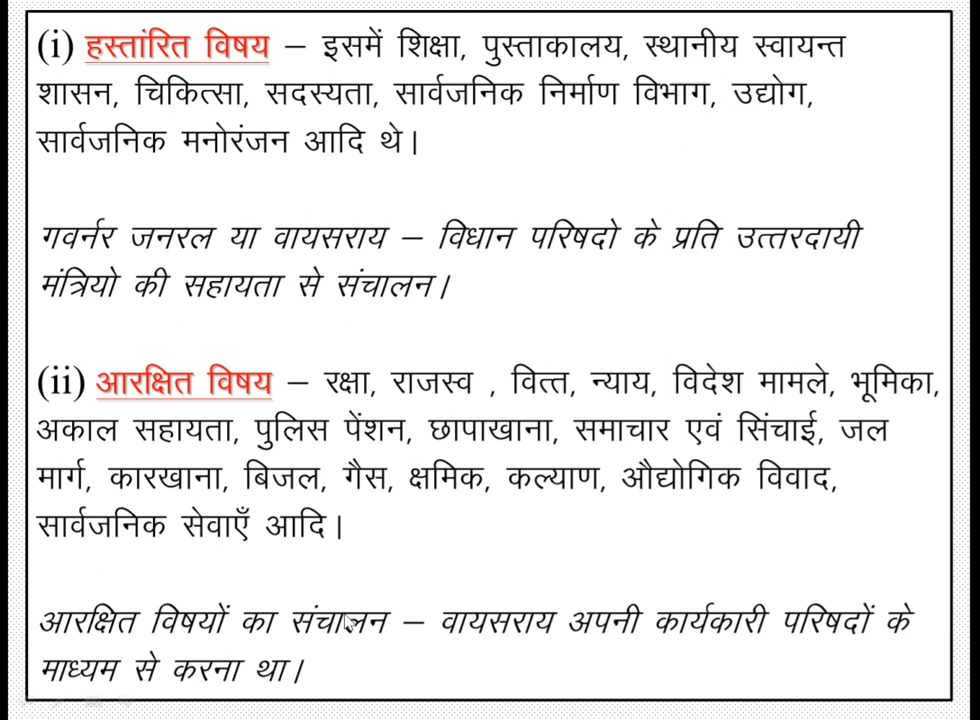 (i) हस्तांरित विषय – इसमें शिक्षा, पुस्ताकालय, स्थानीय स्वायन्त
शासन, चिकित्सा, सदस्यता, सार्वजनिक निर्माण विभाग, उद्योग,
सार्वजनिक मनोरंजन आदि थे।
गवर्नर जनरल या वायसराय – विधान परिषदो के प्रति उत्तरदायी
मंत्रियो की सहायता से संचालन।
(ii) आरक्षित विषय – रक्षा, राजस्व , वित्त, न्याय, विदेश मामले, भूमिका,
अकाल सहायता, पुलिस पेंशन, छापाखाना, समाचार एवं सिंचाई, जल
मार्ग, कारखाना, बिजल, गैस, क्षमिक, कल्याण, औद्योगिक विवाद,
सार्वजनिक सेवाएँ आदि।
आरक्षित विषयों का संचालन – वायसराय अपनी कार्यकारी परिषदों के
माध्यम से करना था।